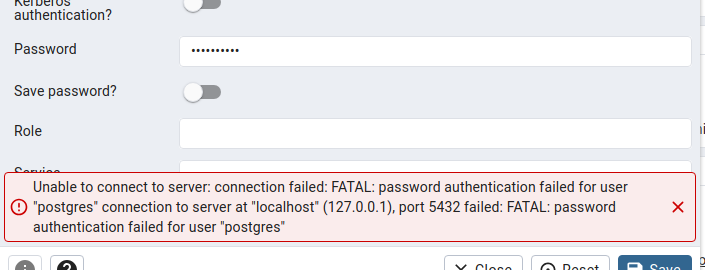 Kerberos
authentication?
Password
••••••••••
Save password?
Role
Service
Unable to connect to server: connection failed: FATAL: password authentication failed for user
"postgres" connection to server at "localhost" (127.0.0.1), port 5432 failed: FATAL: password
authentication failed for user "postgres"
Close
Reset
Save